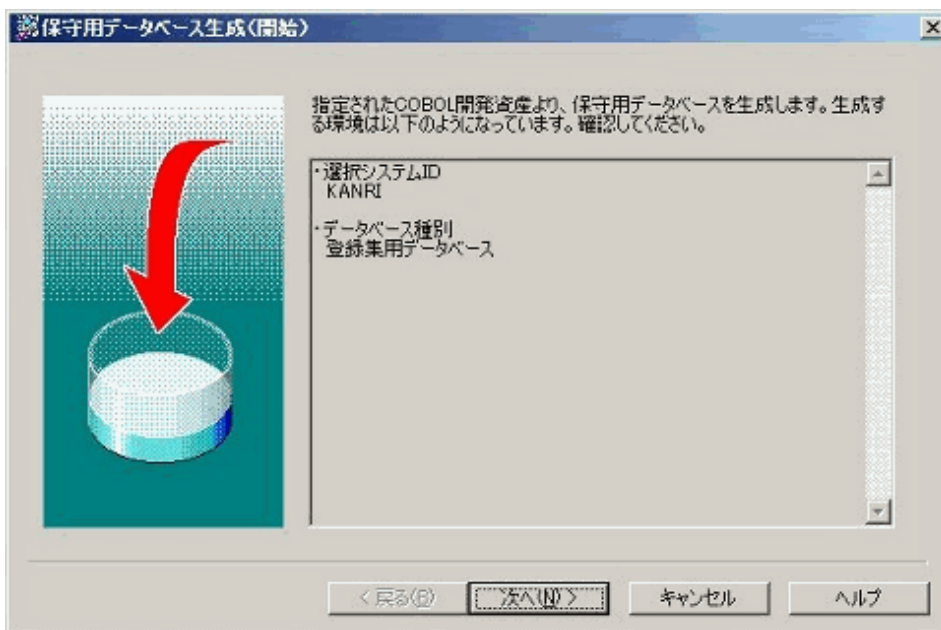 保守用データベース生成(開始)
指定されたCOBOL開発資産より、保守用データベースを生成します。生成す
る環境は以下のようになっています。確認してください。
・選択システムID
KANRI
・データベース種別
登録集用データベース
< 戻る(B)
次へ(N) >
キャンセル
ヘルプ